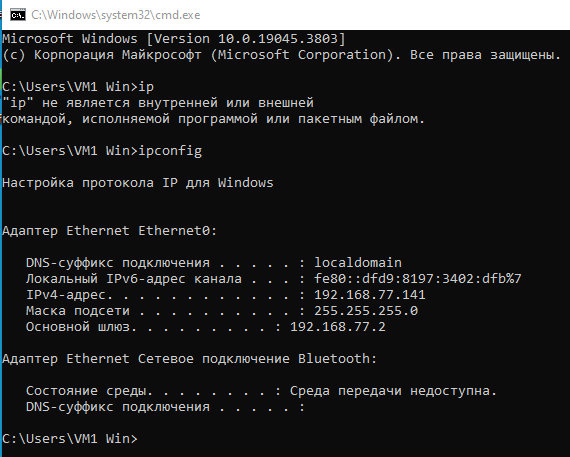 C:\Windows\system32\cmd.exe
Microsoft Windows [Version 10.0.19045.3803]
(c) Корпорация Майкрософт (Microsoft Corporation). Все права защищены.
C:\Users\VM1 Win>ip
"ip" не является внутренней или внешней
командой, исполняемой программой или пакетным файлом.
C:\Users\VM1 Win>ipconfig
Настройка протокола IP для Windows
Адаптер Ethernet Ethernet0:
DNS-суффикс подключения . . . . . : localdomain
Локальный IPv6-адрес канала . . . : fe80::dfd9:8197:3402:dfb%7
IPv4-адрес. . . . . . . . . . . . : 192.168.77.141
Маска подсети . . . . . . . . . . : 255.255.255.0
Основной шлюз. . . . . . . . . : 192.168.77.2
Адаптер Ethernet Сетевое подключение Bluetooth:
Состояние среды. . . . . . . . : Среда передачи недоступна.
DNS-суффикс подключения . . . . . :
C:\Users\VM1 Win>